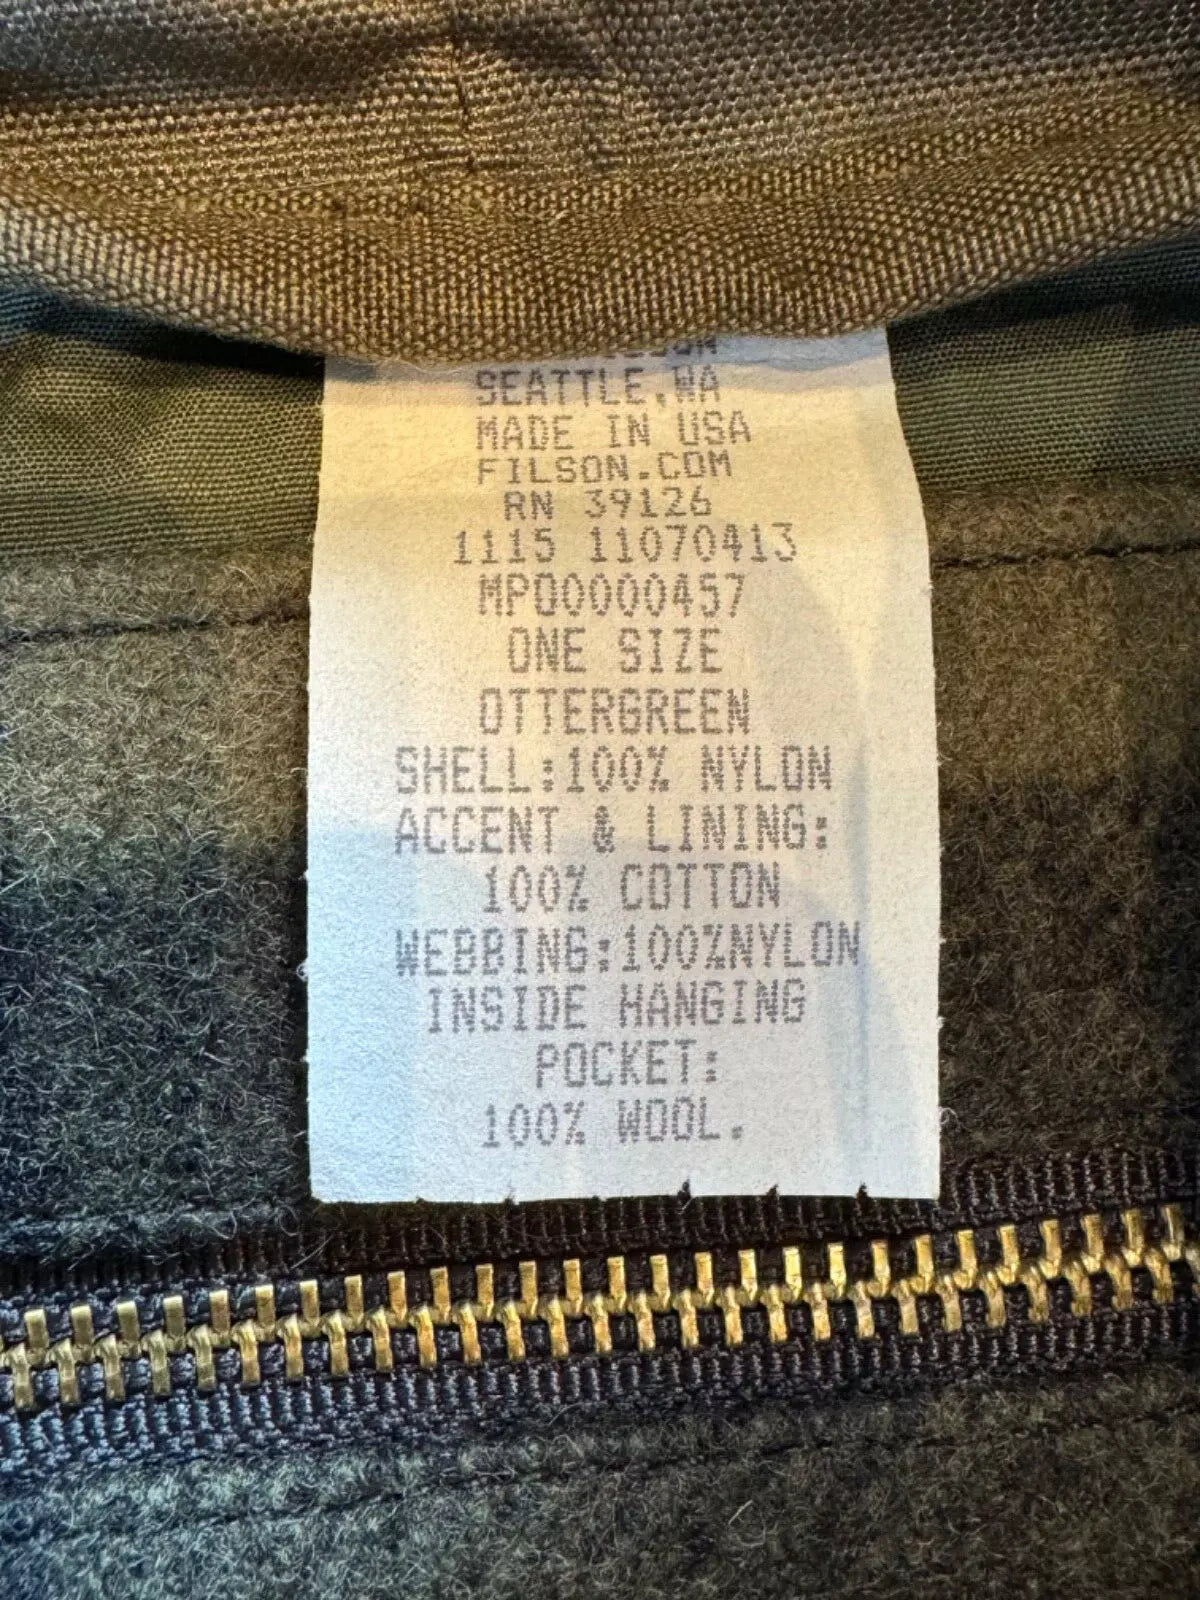 SEATTLE,WA
MADE IN USA
FILSON.COM
RN 39126
1115 11070413
MP00000457
ONE SIZE
OTTERGREEN
SHELL:100% NYLON
ACCENT & LINING:
100% COTTON
WEBBING:100%NYLON
INSIDE HANGING
POCKET:
100% WOOL.